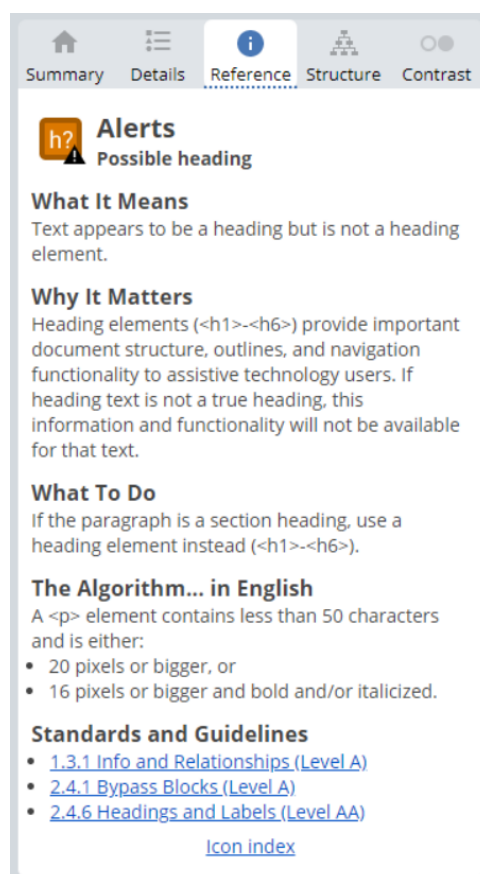 Summary Details Reference Structure Contrast
h? Alerts
Possible heading
What It Means
Text appears to be a heading but is not a heading
element.
Why It Matters
Heading elements (<h1>-<h6>) provide important
document structure, outlines, and navigation
functionality to assistive technology users. If
heading text is not a true heading, this
information and functionality will not be available
for that text.
What To Do
If the paragraph is a section heading, use a
heading element instead (<h1>-<h6>).
The Algorithm... in English
A <p> element contains less than 50 characters
and is either:
• 20 pixels or bigger, or
• 16 pixels or bigger and bold and/or italicized.
Standards and Guidelines
• 1.3.1 Info and Relationships (Level A)
• 2.4.1 Bypass Blocks (Level A)
• 2.4.6 Headings and Labels (Level AA)
Icon index